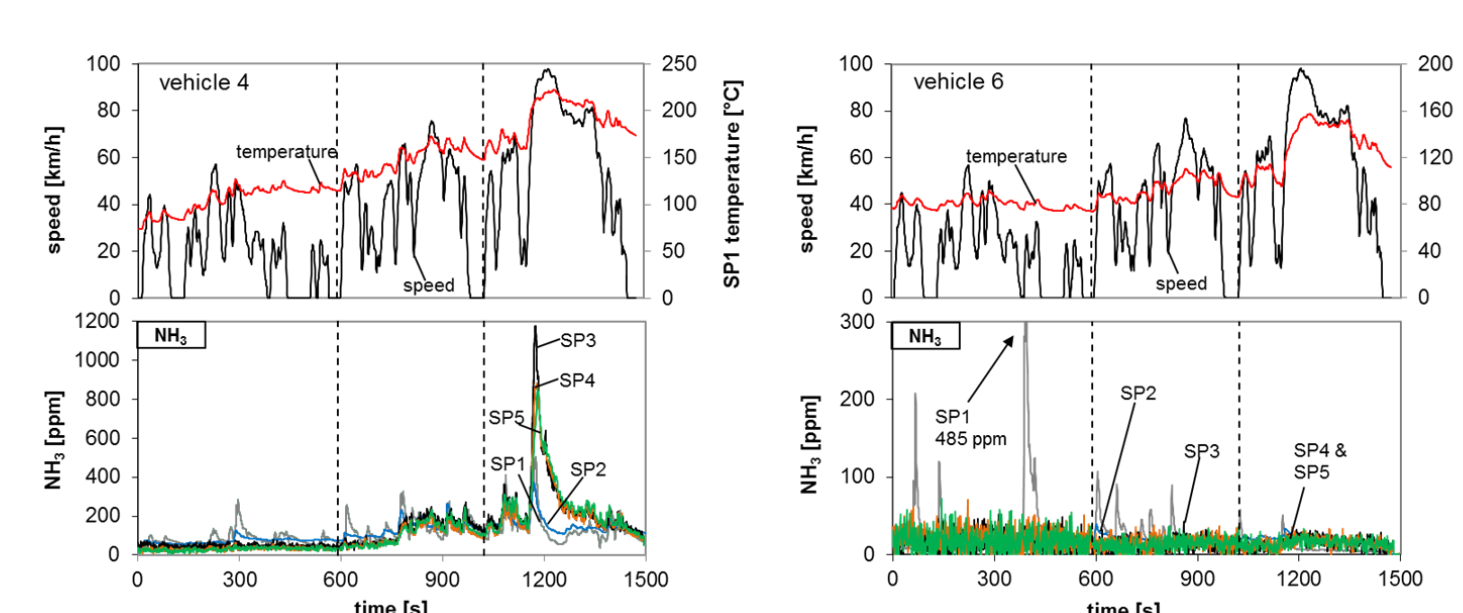 vehicle 4
speed [km/h]
100
80
60
40
20
0
250
200
150
100
50
0
SP1 temperature [°C]
temperature
speed
NH₃
NH₃ [ppm]
1200
1000
800
600
400
200
0
SP3
SP4
SP5
SP1
SP2
0 300 600 900 1200 1500
time [s]
vehicle 6
speed [km/h]
100
80
60
40
20
0
200
160
120
80
40
0
temperature
speed
NH₃
NH₃ [ppm]
300
200
100
0
SP1
485 ppm
SP2
SP3
SP4 &
SP5
0 300 600 900 1200 1500
time [s]